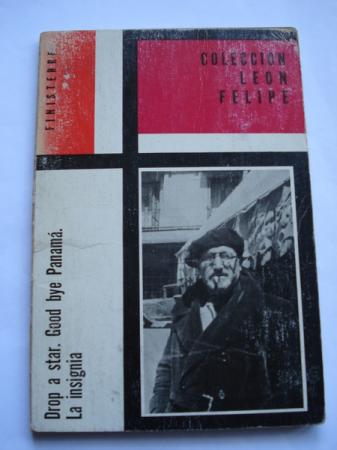 FINISTERRE
COLECCION
LEON
FELIPE
Drop a star. Good bye Panamá.
La insignia